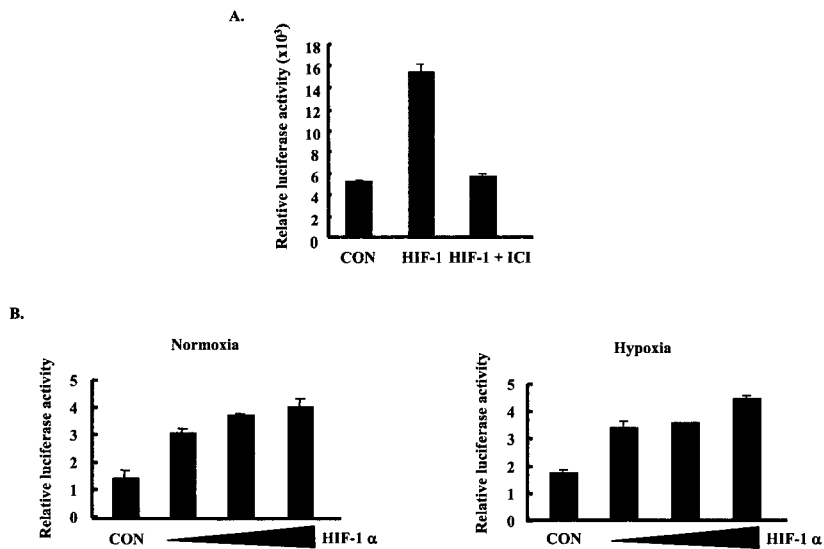 A.
Relative luciferase activity (x10³)
18
16
14
12
10
8
6
4
2
0
CON
HIF-1
HIF-1 + ICI
B.
Normoxia
Relative luciferase activity
5
4
3
2
1
0
CON
HIF-1 α
Hypoxia
Relative luciferase activity
5
4
3
2
1
0
CON
HIF-1 α